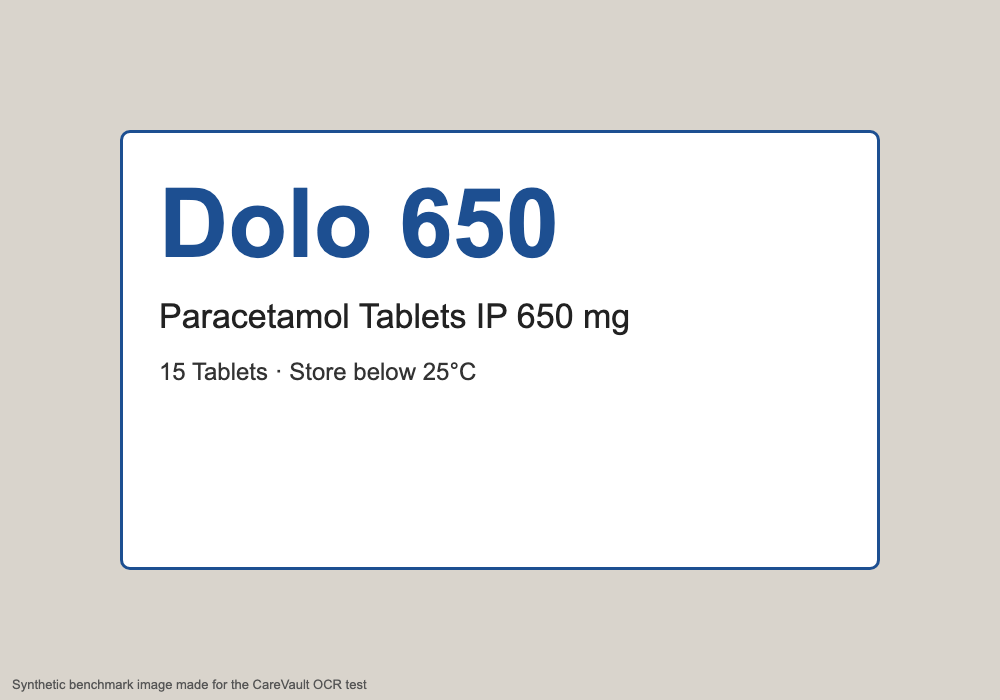 Dolo 650
Paracetamol Tablets IP 650 mg
15 Tablets · Store below 25°C
Synthetic benchmark image made for the CareVault OCR test